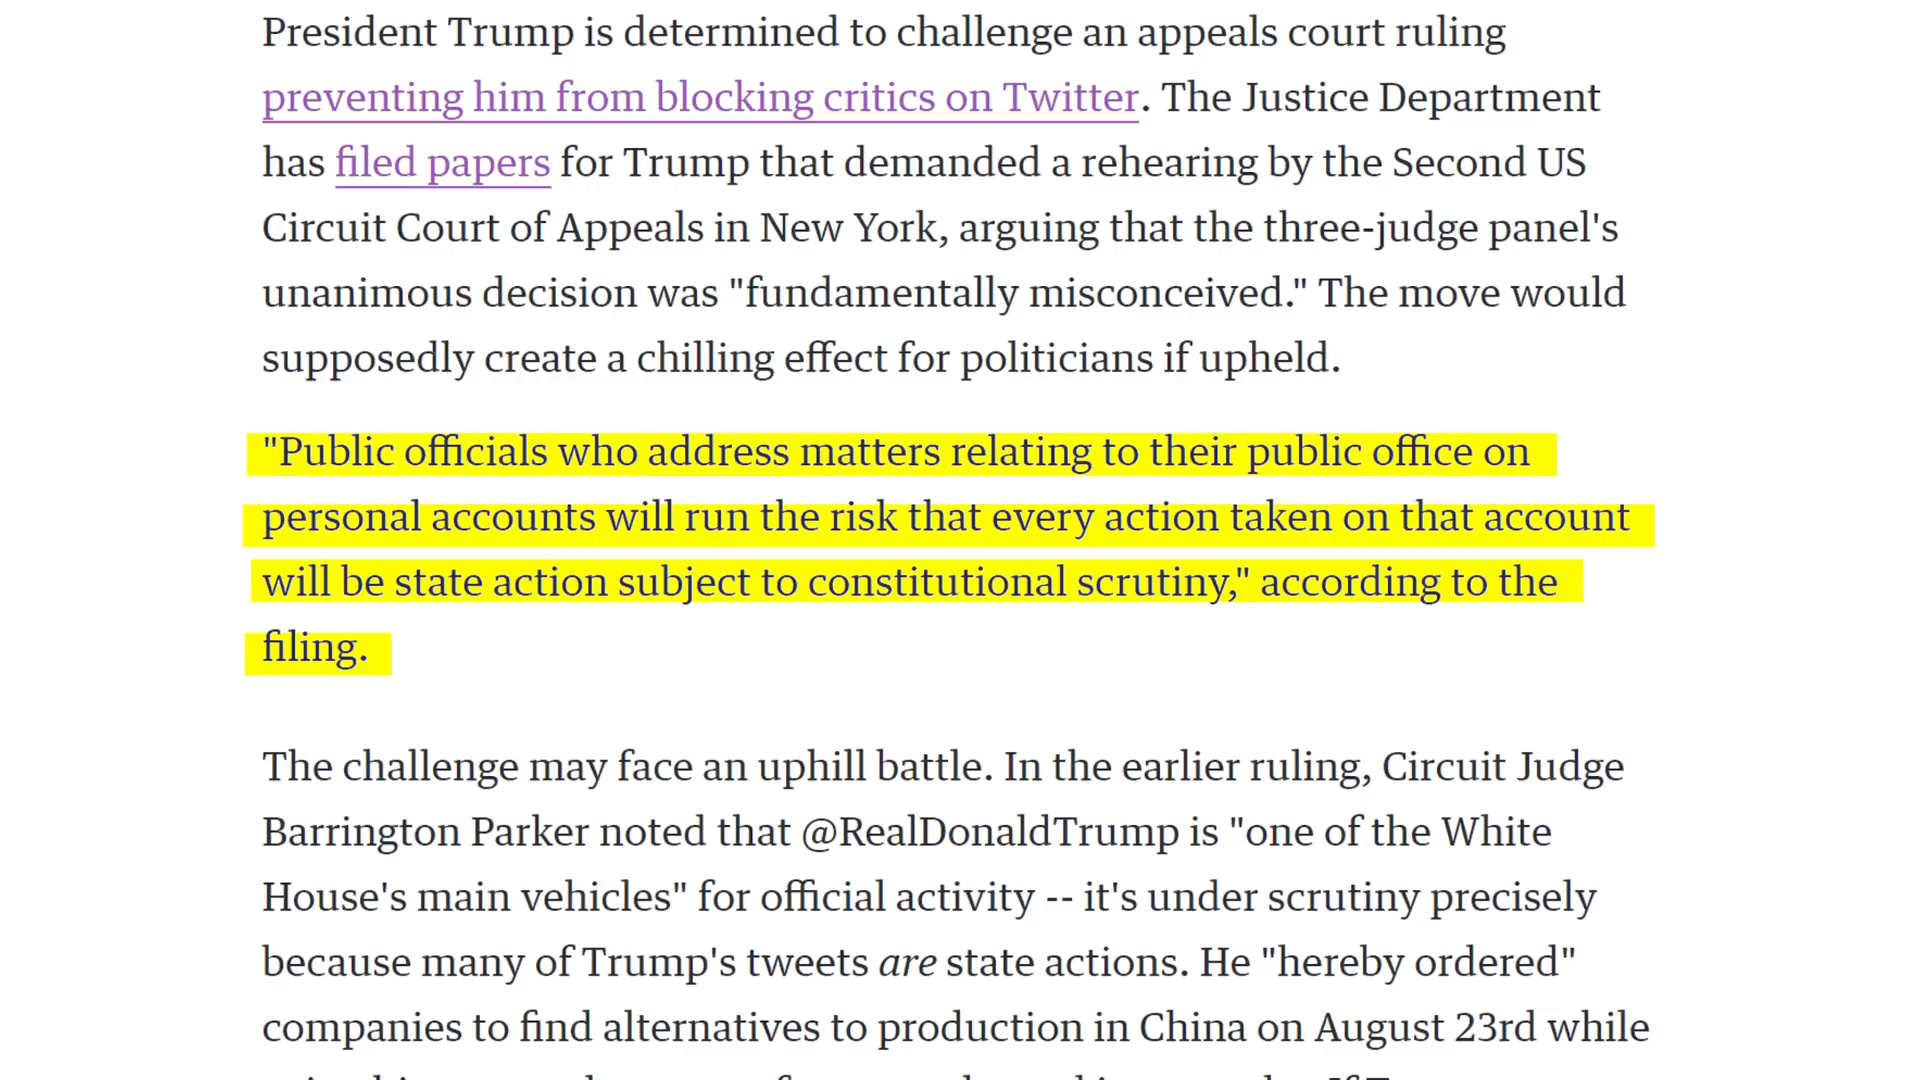 President Trump is determined to challenge an appeals court ruling
preventing him from blocking critics on Twitter. The Justice Department
has filed papers for Trump that demanded a rehearing by the Second US
Circuit Court of Appeals in New York, arguing that the three-judge panel's
unanimous decision was "fundamentally misconceived." The move would
supposedly create a chilling effect for politicians if upheld.
"Public officials who address matters relating to their public office on
personal accounts will run the risk that every action taken on that account
will be state action subject to constitutional scrutiny," according to the
filing.
The challenge may face an uphill battle. In the earlier ruling, Circuit Judge
Barrington Parker noted that @RealDonaldTrump is "one of the White
House's main vehicles" for official activity -- it's under scrutiny precisely
because many of Trump's tweets are state actions. He "hereby ordered"
companies to find alternatives to production in China on August 23rd while